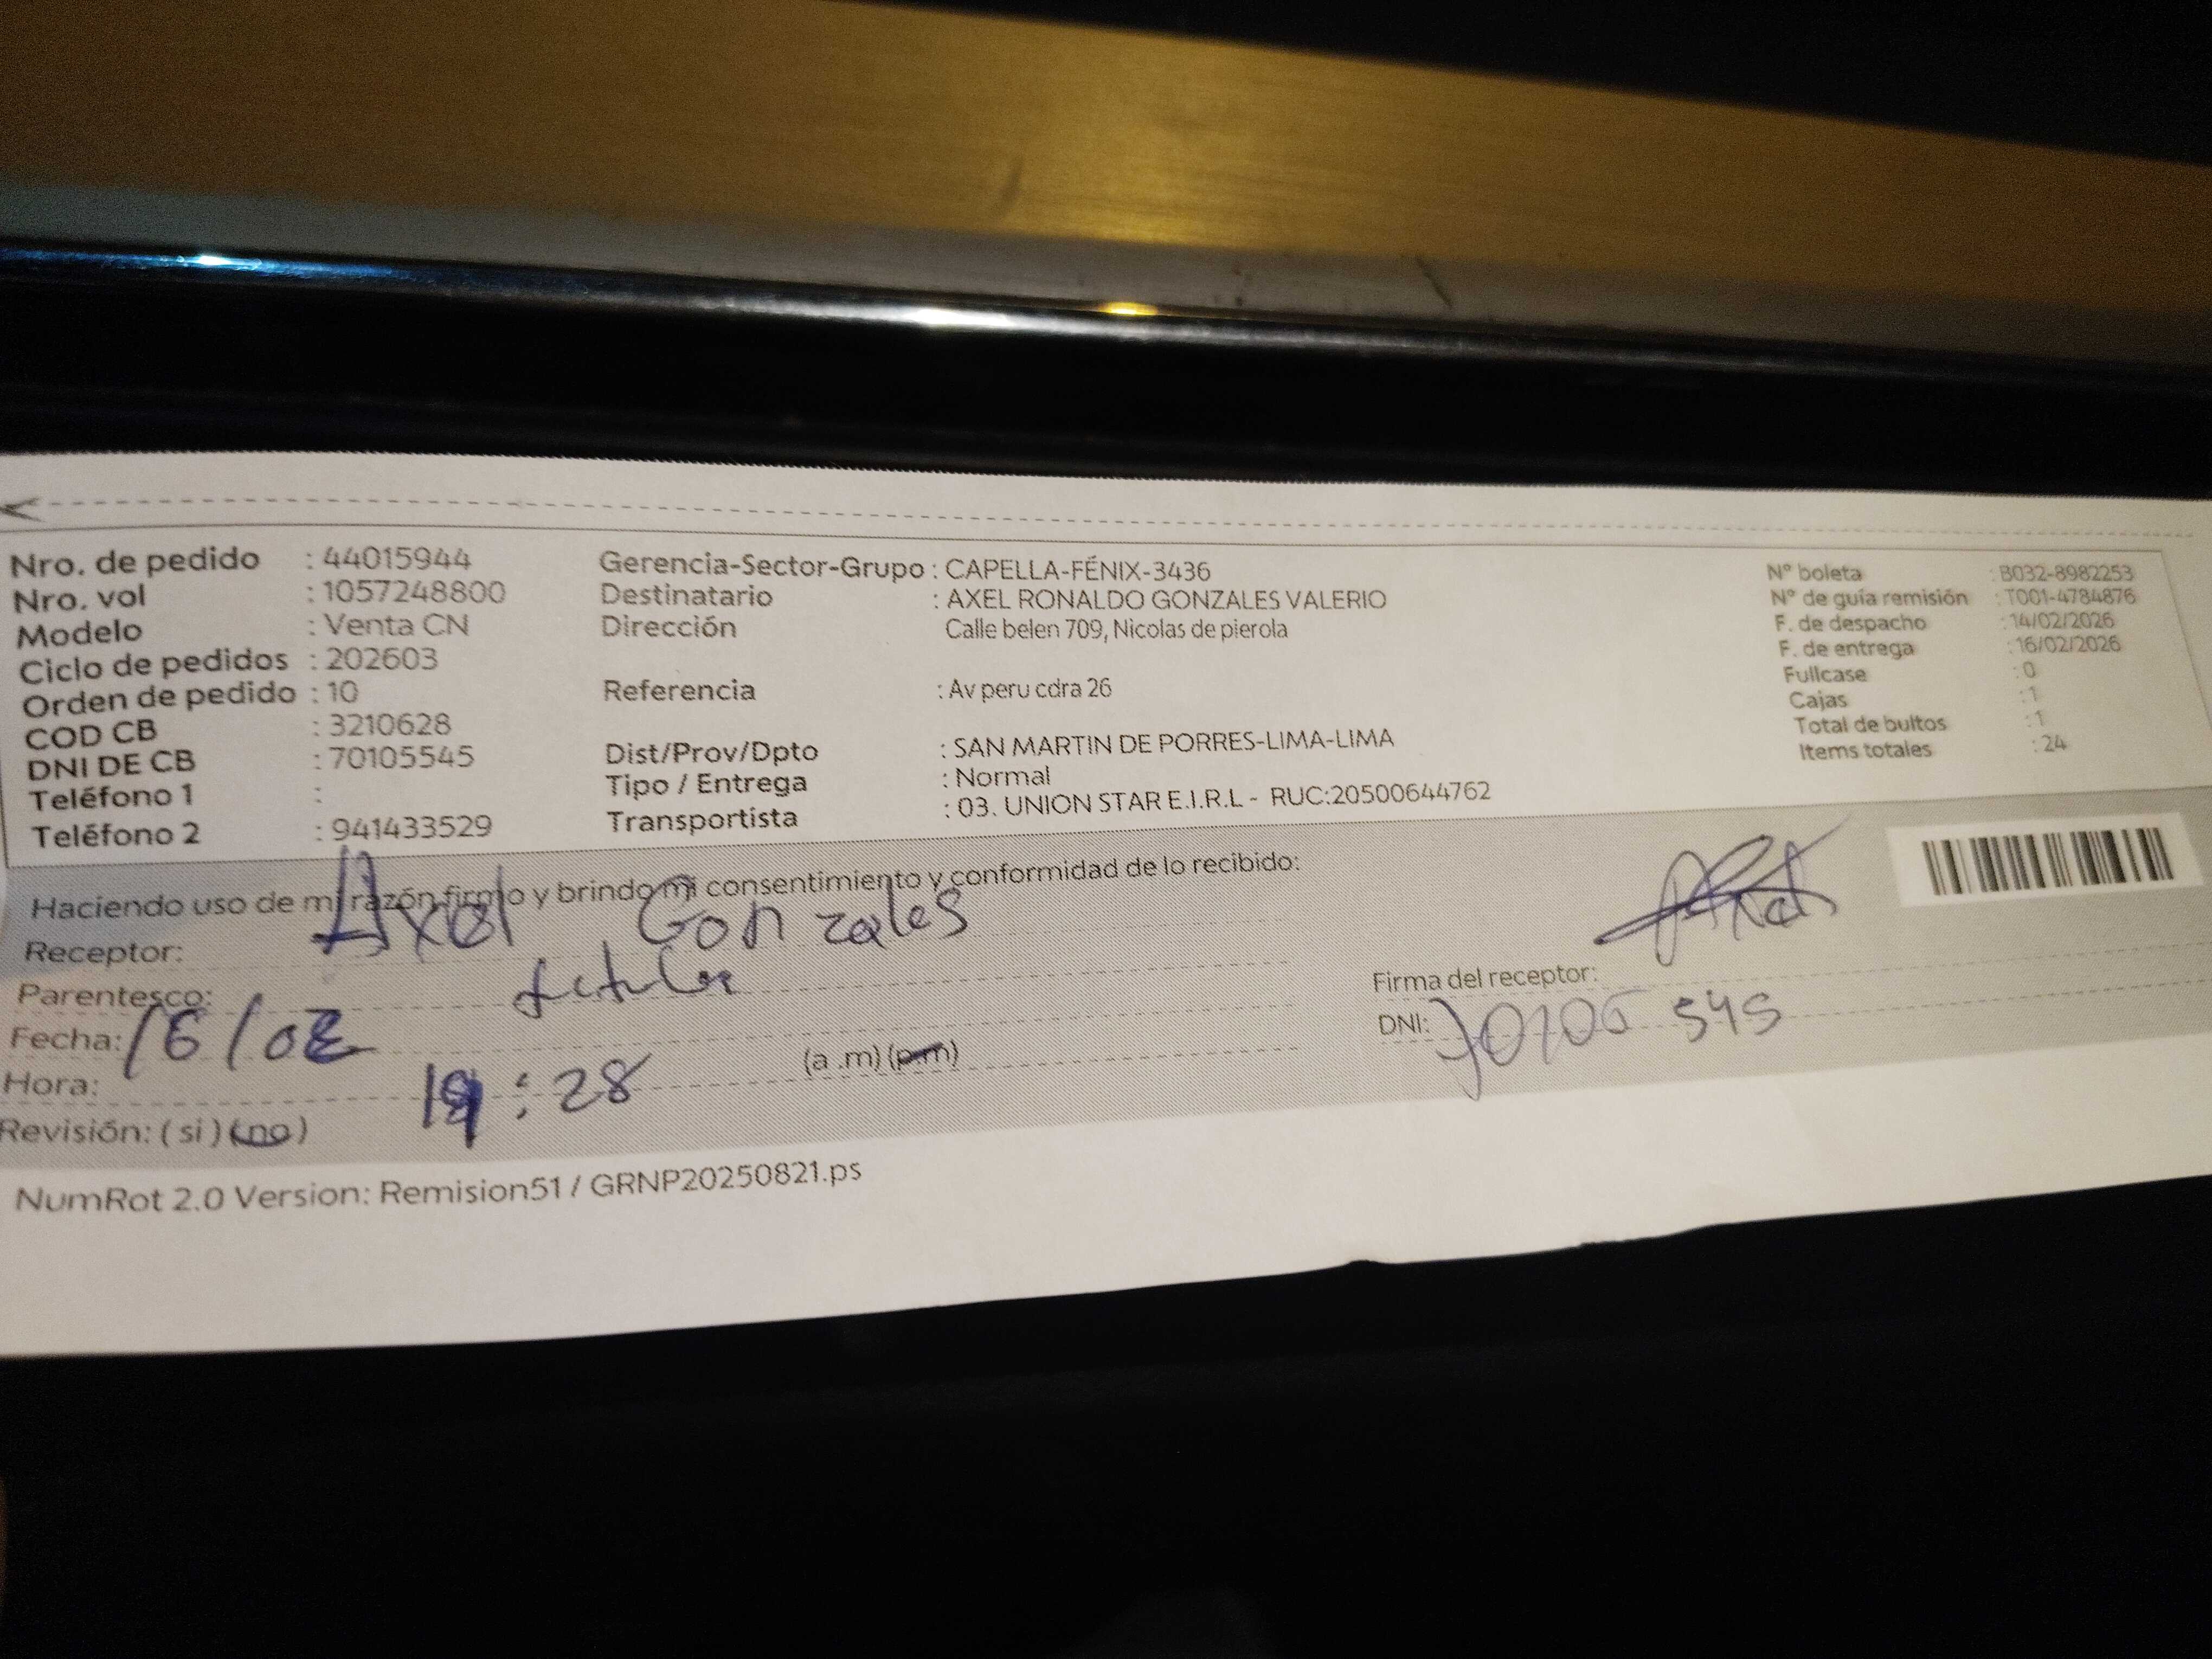 Nro. de pedido : 44015944
Nro. vol : 1057248800
Modelo : Venta CN
Ciclo de pedidos : 202603
Orden de pedido : 10
COD CB : 3210628
DNI DE CB : 70105545
Teléfono 1 :
Teléfono 2 : 941433529
Gerencia-Sector-Grupo : CAPELLA-FÉNIX-3436
Destinatario : AXEL RONALDO GONZALES VALERIO
Dirección Calle belen 709, Nicolas de pierola
Referencia : Av peru cdra 26
Dist/Prov/Dpto : SAN MARTIN DE PORRES-LIMA-LIMA
Tipo / Entrega : Normal
Transportista : 03. UNION STAR E.I.R.L - RUC:20500644762
N° boleta : B032-8982253
N° de guía remisión : T001-4784876
F. de despacho : 14/02/2026
F. de entrega : 16/02/2026
Fullcase : 0
Cajas : 1
Total de bultos : 1
Items totales : 24
Haciendo uso de mi razón firmo y brindo mi consentimiento y conformidad de lo recibido:
Receptor: Axel Gonzales
Parentesco:
Fecha: 16/02
Hora: : 28 (a .m) (p.m)
Revisión: ( si ) (no )
Firma del receptor:
DNI: 70105545
NumRot 2.0 Version: Remision51 / GRNP20250821.ps